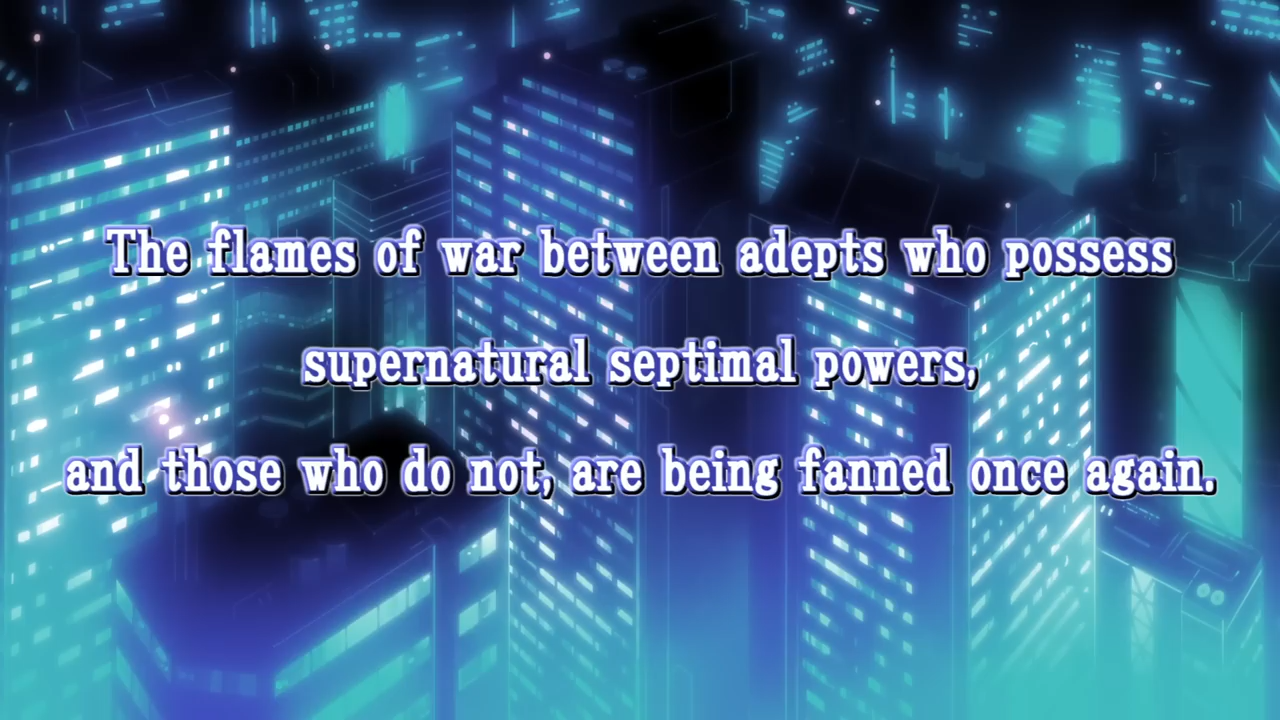 The flames of war between adepts who possess
supernatural septimal powers,
and those who do not, are being fanned once again.